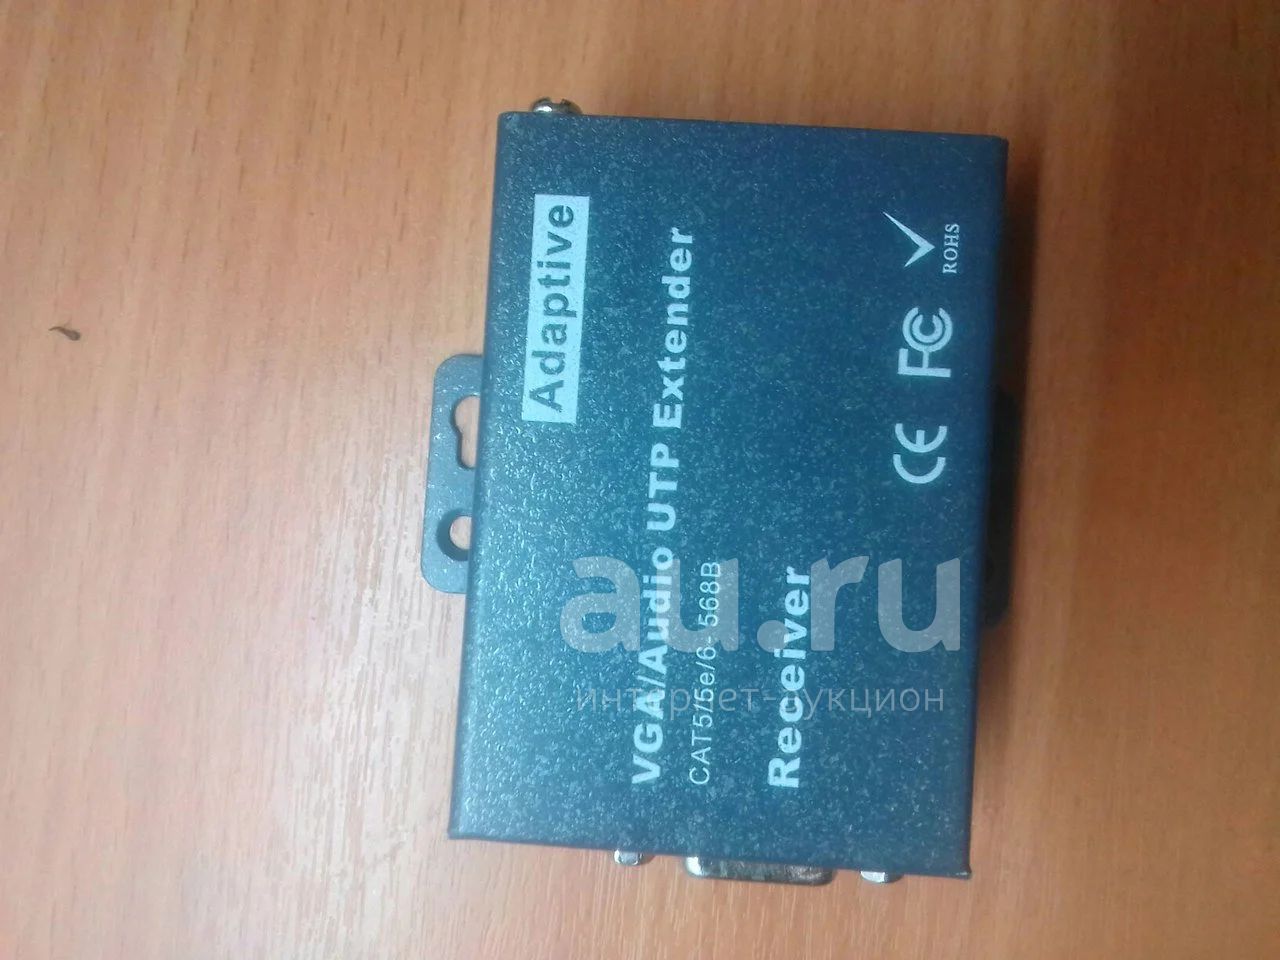 Adaptive
VGA/Audio UTP Extender
CAT5/5e/6-568B
Receiver
CE FC ROHS
au.ru
интернет-аукцион